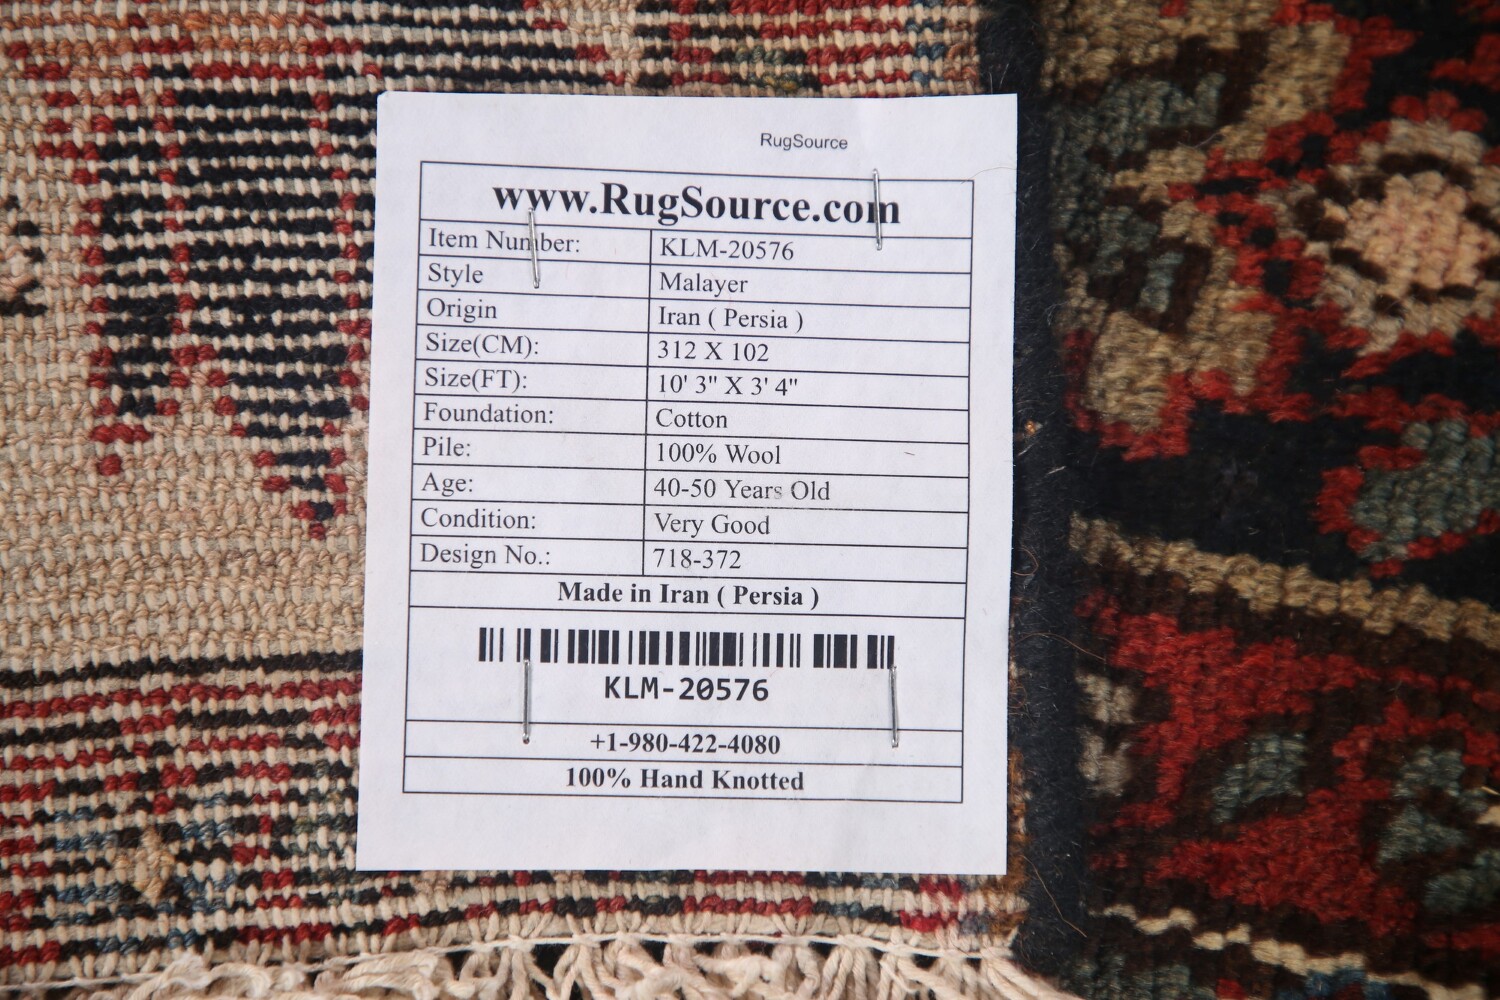 RugSource
www.RugSource.com
Item Number: KLM-20576
Style Malayer
Origin Iran ( Persia )
Size(CM): 312 X 102
Size(FT): 10' 3" X 3' 4"
Foundation: Cotton
Pile: 100% Wool
Age: 40-50 Years Old
Condition: Very Good
Design No.: 718-372
Made in Iran ( Persia )
KLM-20576
+1-980-422-4080
100% Hand Knotted